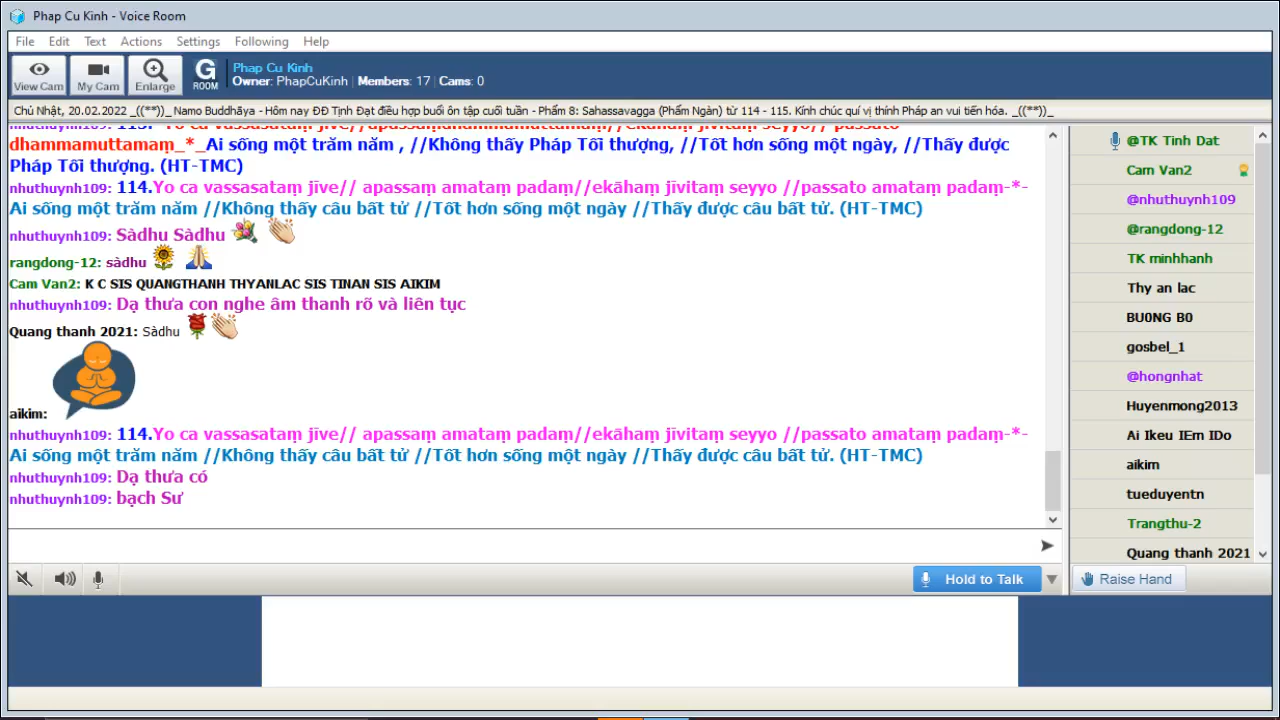 Phap Cu Kinh - Voice Room
File Edit Text Actions Settings Following Help
View Cam My Cam Enlarge G ROOM
Phap Cu Kinh
Owner: PhapCuKinh | Members: 17 | Cams: 0
Chủ Nhật, 20.02.2022 _((**))_ Namo Buddhāya - Hôm nay ĐĐ Tịnh Đạt điều hợp buổi ôn tập cuối tuần - Phẩm 8: Sahassavagga (Phẩm Ngàn) từ 114 - 115. Kính chúc quí vị thính Pháp an vui tiến hóa. _((**))_
nhuthuynh109: 115. Yo ca vassasataṃ jīve//apassaṃdhammamuttamaṃ//ekāhaṃ jīvitaṃ seyyo// passato
dhammamuttamaṃ_*_Ai sống một trăm năm , //Không thấy Pháp Tối thượng, //Tốt hơn sống một ngày, //Thấy được
Pháp Tối thượng. (HT-TMC)
nhuthuynh109: 114.Yo ca vassasataṃ jīve// apassaṃ amataṃ padaṃ//ekāhaṃ jīvitaṃ seyyo //passato amataṃ padaṃ-*-
Ai sống một trăm năm //Không thấy câu bất tử //Tốt hơn sống một ngày //Thấy được câu bất tử. (HT-TMC)
nhuthuynh109: Sàdhu Sàdhu
rangdong-12: sàdhu
Cam Van2: K C SIS QUANGTHANH THYANLAC SIS TINAN SIS AIKIM
nhuthuynh109: Dạ thưa con nghe âm thanh rõ và liên tục
Quang thanh 2021: Sàdhu
aikim:
nhuthuynh109: 114.Yo ca vassasataṃ jīve// apassaṃ amataṃ padaṃ//ekāhaṃ jīvitaṃ seyyo //passato amataṃ padaṃ-*-
Ai sống một trăm năm //Không thấy câu bất tử //Tốt hơn sống một ngày //Thấy được câu bất tử. (HT-TMC)
nhuthuynh109: Dạ thưa có
nhuthuynh109: bạch Sư
@TK Tinh Dat
Cam Van2
@nhuthuynh109
@rangdong-12
TK minhhanh
Thy an lac
BU0NG B0
gosbel_1
@hongnhat
Huyenmong2013
Ai Ikeu IEm IDo
aikim
tueduyentn
Trangthu-2
Quang thanh 2021
Hold to Talk
Raise Hand